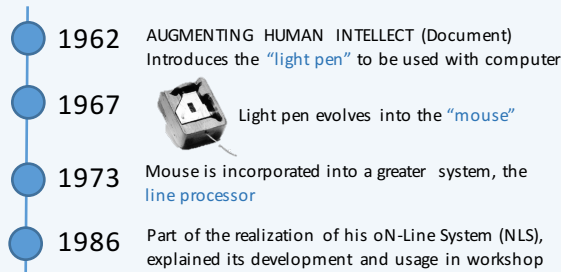 1962
AUGMENTING HUMAN INTELLECT (Document)
Introduces the “light pen” to be used with computer
1967
Light pen evolves into the “mouse”
1973
Mouse is incorporated into a greater system, the
line processor
1986
Part of the realization of his oN-Line System (NLS),
explained its development and usage in workshop